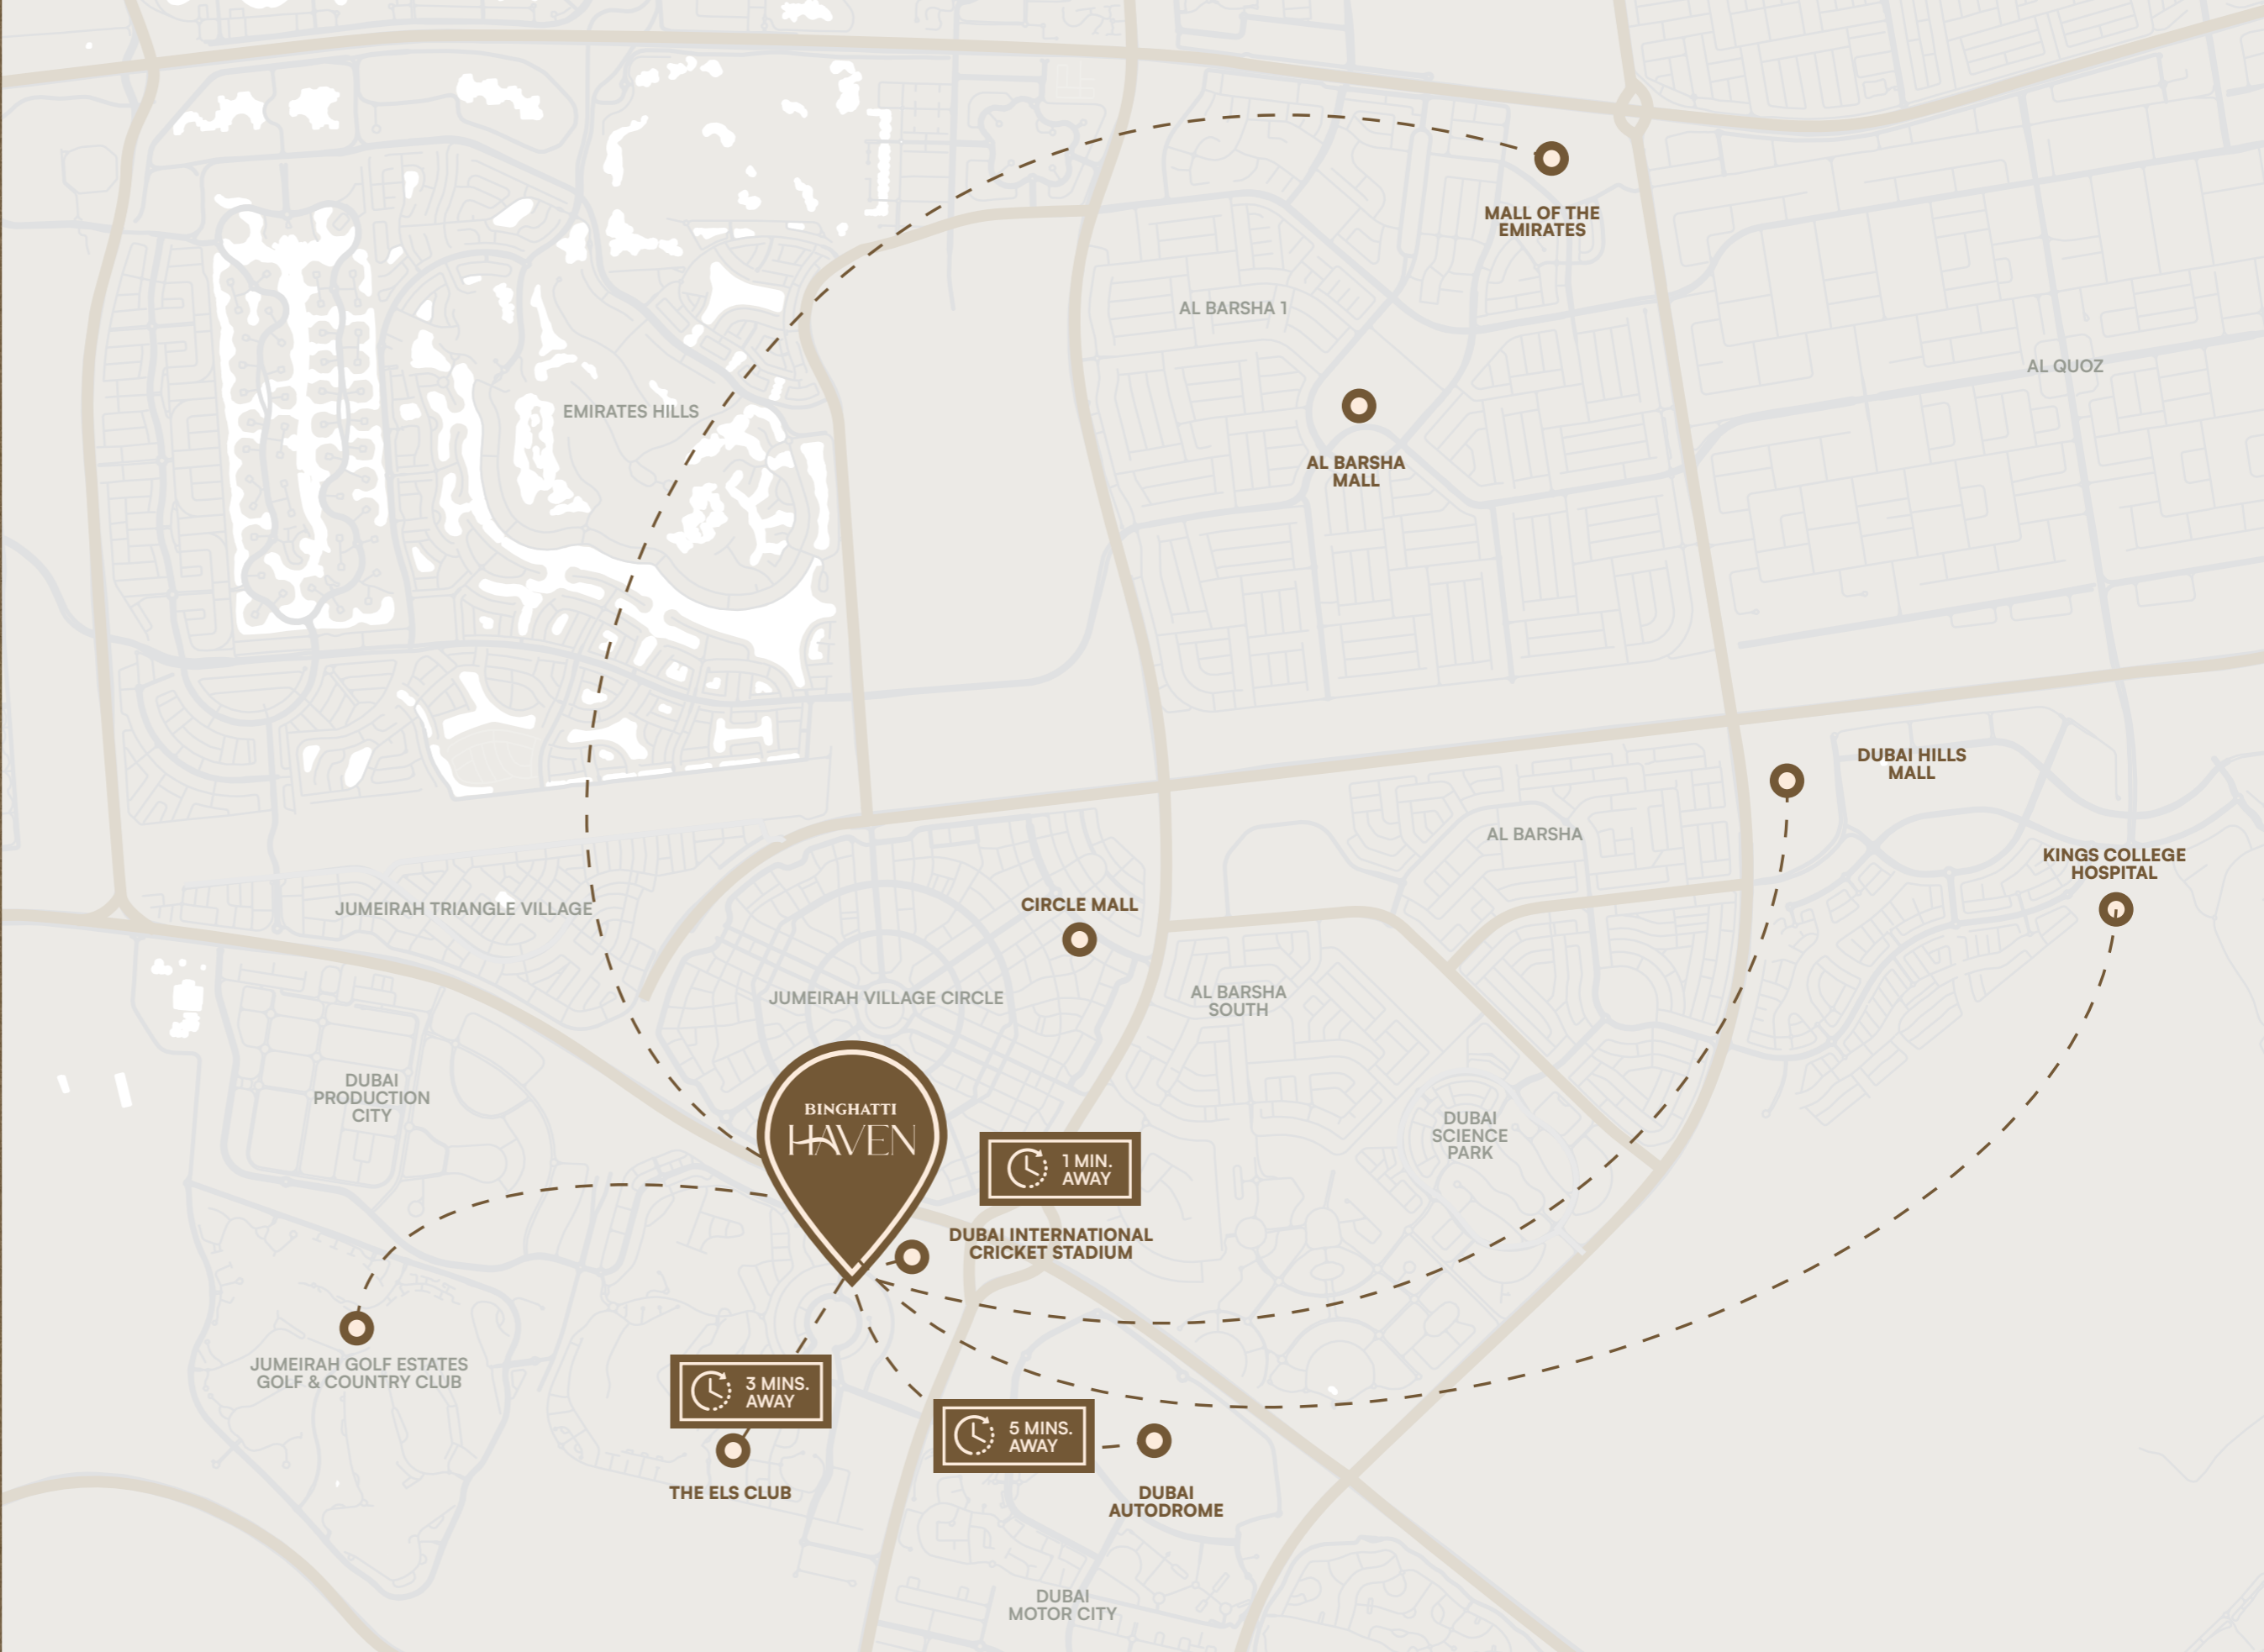 MALL OF THE
EMIRATES
AL BARSHA 1
AL QUOZ
EMIRATES HILLS
AL BARSHA
MALL
DUBAI HILLS
MALL
AL BARSHA
KINGS COLLEGE
HOSPITAL
CIRCLE MALL
JUMEIRAH TRIANGLE VILLAGE
JUMEIRAH VILLAGE CIRCLE
AL BARSHA
SOUTH
DUBAI
PRODUCTION
CITY
BINGHATTI
HAVEN
DUBAI
SCIENCE
PARK
1 MIN.
AWAY
DUBAI INTERNATIONAL
CRICKET STADIUM
JUMEIRAH GOLF ESTATES
GOLF & COUNTRY CLUB
3 MINS.
AWAY
5 MINS.
AWAY
THE ELS CLUB
DUBAI
AUTODROME
DUBAI
MOTOR CITY